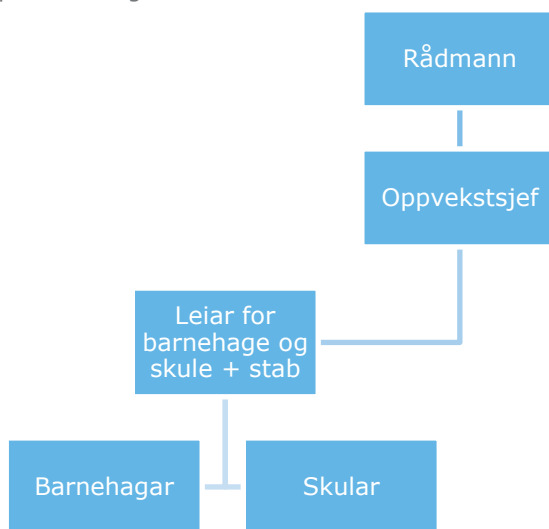 Rådmann
Oppvekstsjef
Leiar for
barnehage og
skule + stab
Barnehagar
Skular